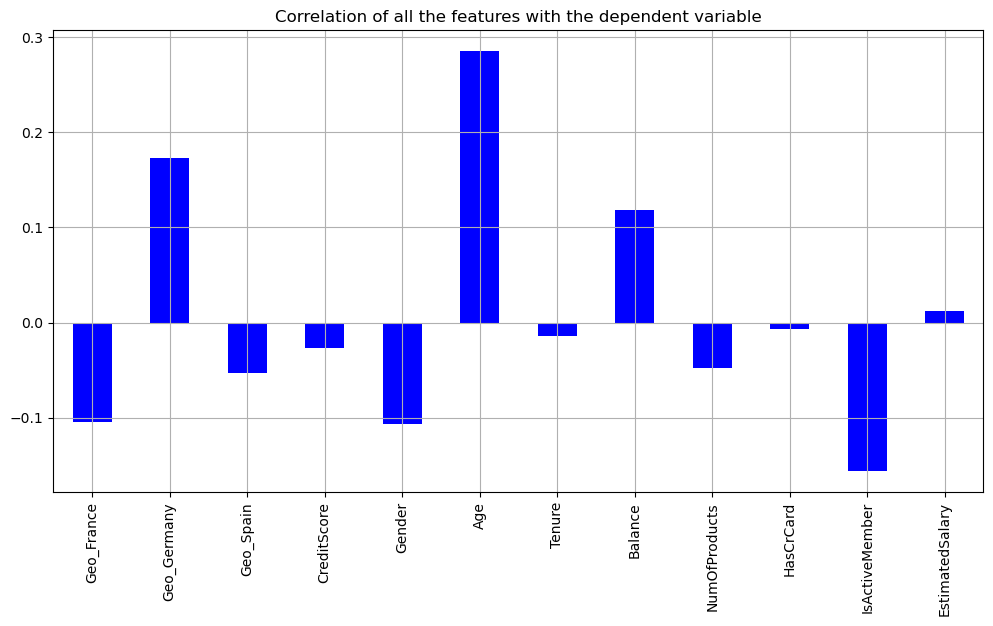 Correlation of all the features with the dependent variable
0.3
0.2
0.1
0.0
−0.1
Geo_France
Geo_Germany
Geo_Spain
CreditScore
Gender
Age
Tenure
Balance
NumOfProducts
HasCrCard
IsActiveMember
EstimatedSalary